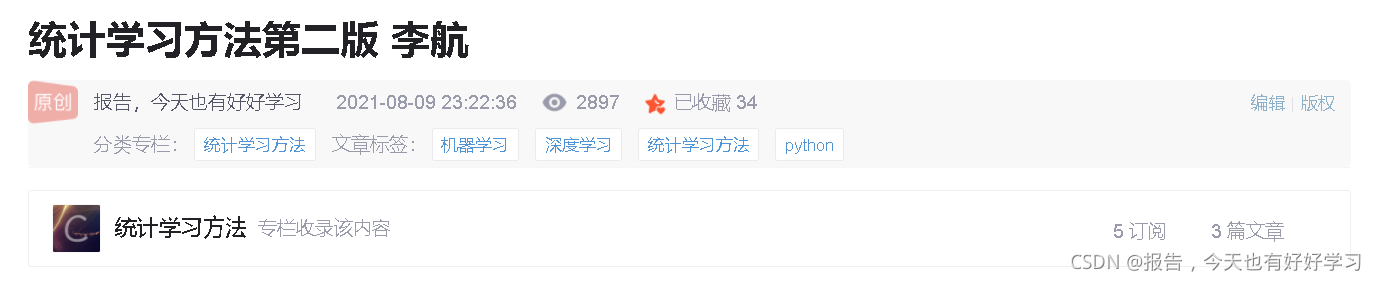 统计学习方法第二版 李航
原创 报告，今天也有好好学习 2021-08-09 23:22:36 2897 已收藏 34 编辑 版权
分类专栏： 统计学习方法 文章标签： 机器学习 深度学习 统计学习方法 python
C 统计学习方法 专栏收录该内容 5 订阅 3 篇文章
CSDN @报告，今天也有好好学习